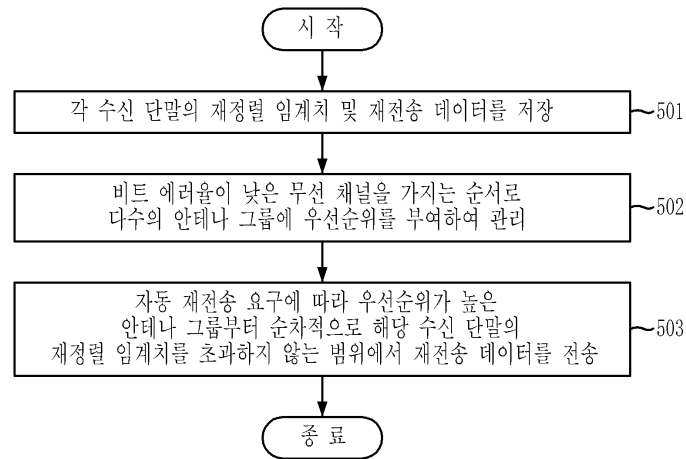 시 작
각 수신 단말의 재정렬 임계치 및 재전송 데이터를 저장
501
비트 에러율이 낮은 무선 채널을 가지는 순서로
다수의 안테나 그룹에 우선순위를 부여하여 관리
502
자동 재전송 요구에 따라 우선순위가 높은
안테나 그룹부터 순차적으로 해당 수신 단말의
재정렬 임계치를 초과하지 않는 범위에서 재전송 데이터를 전송
503
종 료